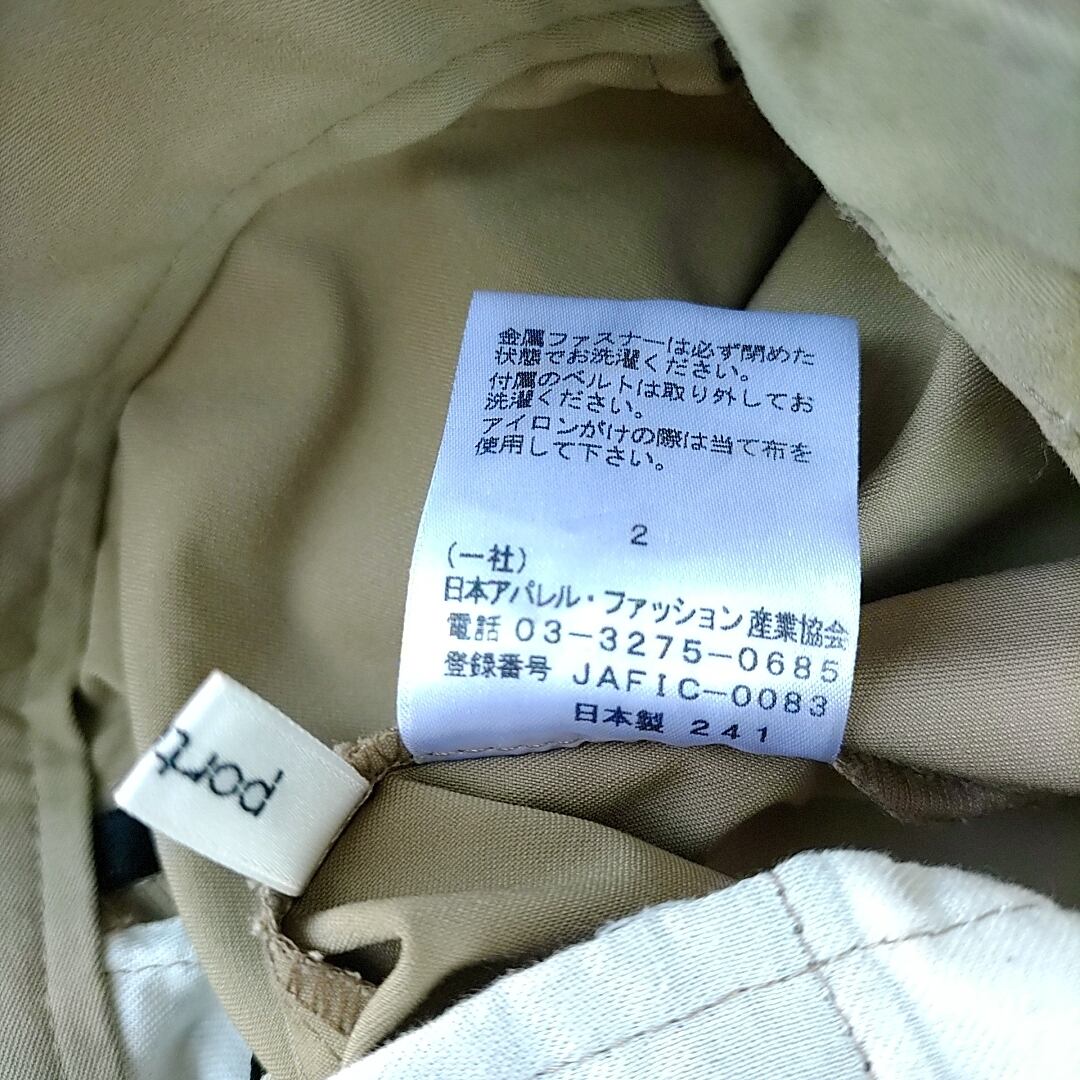 金属ファスナーは必ず閉めた
状態でお洗濯ください。
付属のベルトは取り外してお
洗濯ください。
アイロンがけの際は当て布を
使用して下さい。
2
(一社)
日本アパレル・ファッション産業協会
電話 03-3275-0685
登録番号 JAFIC-0083
日本製 241